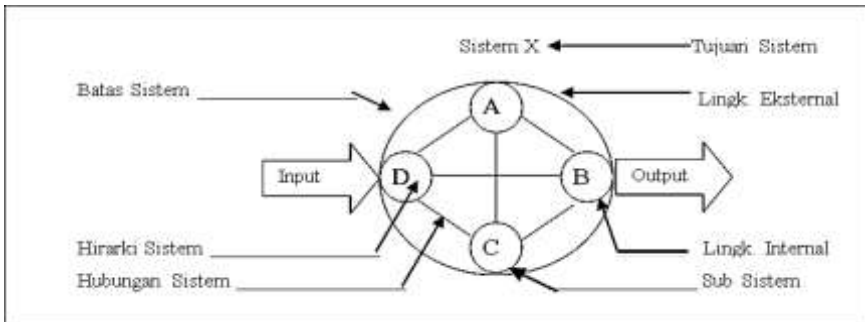 Sistem X Tujuan Sistem
Batas Sistem
Lingk. Eksternal
A
Input
D
B
Output
C
Hirarki Sistem
Lingk. Internal
Hubungan Sistem
Sub Sistem